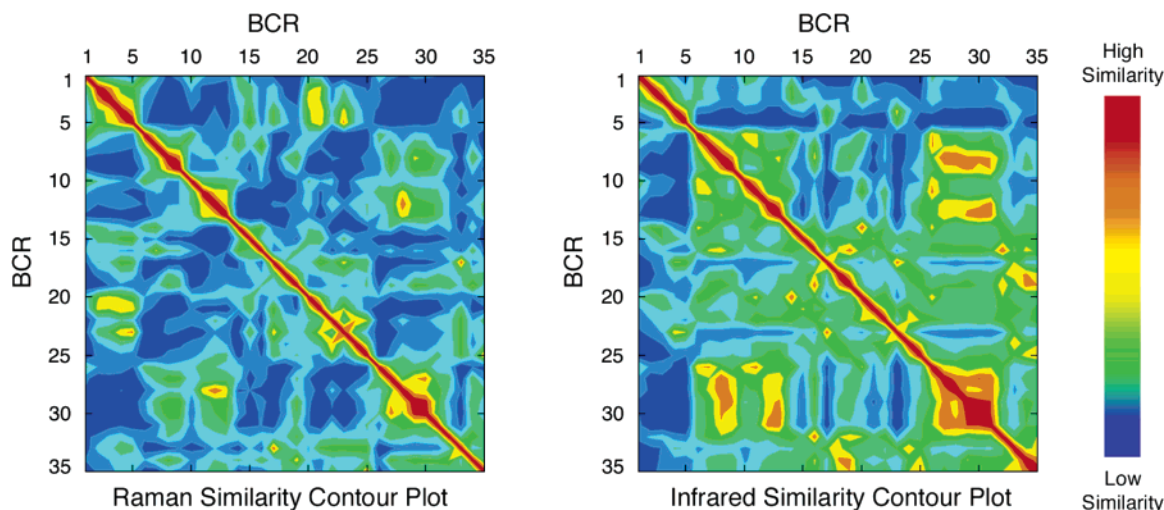 BCR
1 5 10 15 20 25 30 35
1
5
10
15
20
25
30
35
BCR
Raman Similarity Contour Plot
BCR
1 5 10 15 20 25 30 35
1
5
10
15
20
25
30
35
BCR
Infrared Similarity Contour Plot
High
Similarity
Low
Similarity